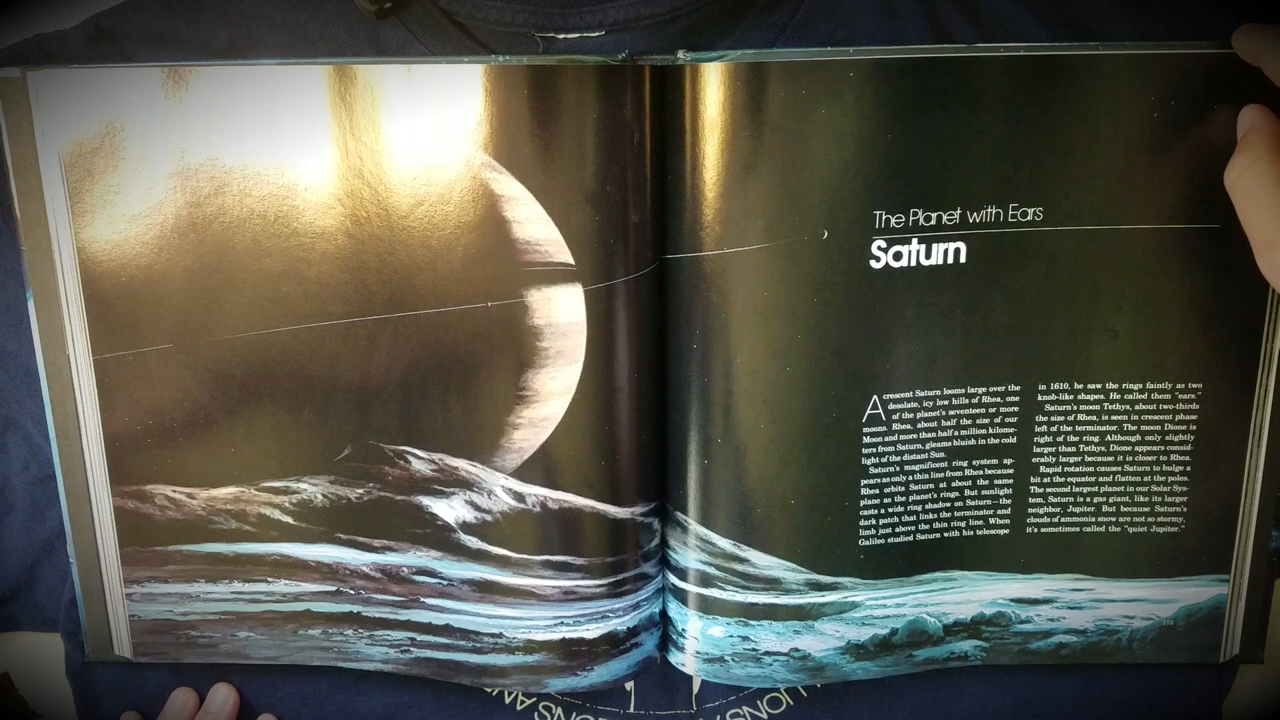 The Planet with Ears
Saturn
A crescent Saturn looms large over the
desolate, icy low hills of Rhea, one
of the planet's seventeen or more
moons. Rhea, about half the size of our
Moon and more than half a million kilome-
ters from Saturn, gleams bluish in the cold
light of the distant Sun.
Saturn's magnificent ring system ap-
pears as only a thin line from Rhea because
Rhea orbits Saturn at about the same
plane as the planet's rings. But sunlight
casts a wide ring shadow on Saturn—the
dark patch that links the terminator and
limb just above the thin ring line. When
Galileo studied Saturn with his telescope
in 1610, he saw the rings faintly as two
knob-like shapes. He called them "ears."
Saturn's moon Tethys, about two-thirds
the size of Rhea, is seen in crescent phase
left of the terminator. The moon Dione is
right of the ring. Although only slightly
larger than Tethys, Dione appears consid-
erably larger because it is closer to Rhea.
Rapid rotation causes Saturn to bulge a
bit at the equator and flatten at the poles.
The second largest planet in our Solar Sys-
tem, Saturn is a gas giant, like its larger
neighbor, Jupiter. But because Saturn's
clouds of ammonia snow are not so stormy,
it's sometimes called the "quiet Jupiter."